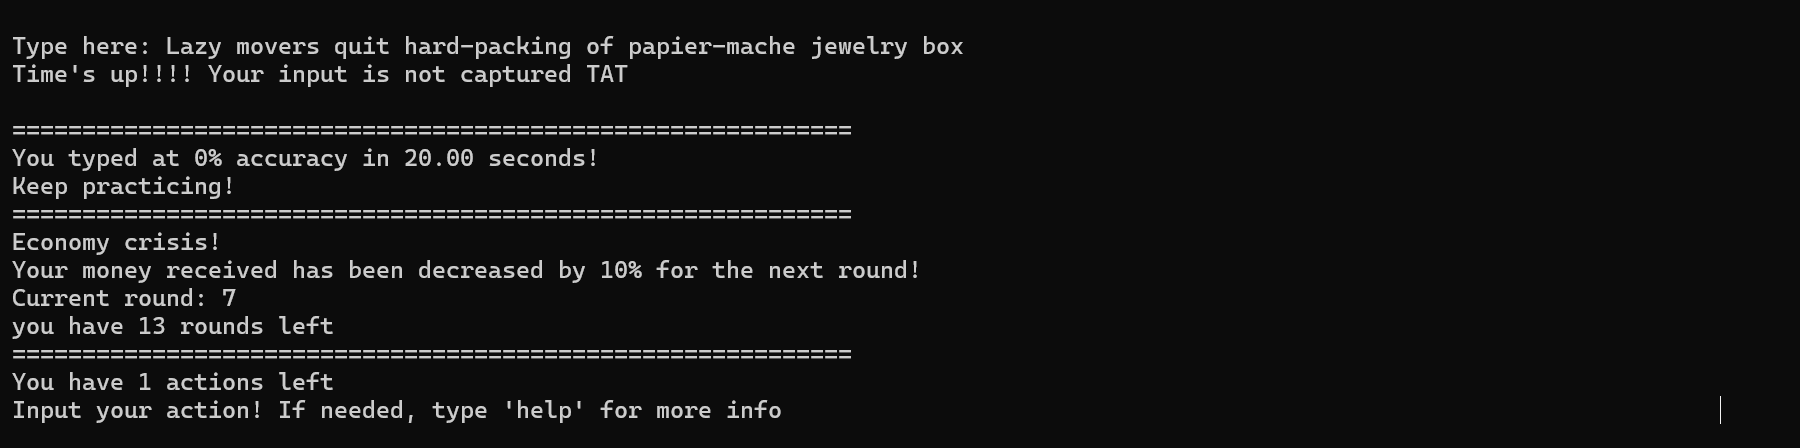 Type here: Lazy movers quit hard-packing of papier-mache jewelry box
Time's up!!!! Your input is not captured TAT
============================================================
You typed at 0% accuracy in 20.00 seconds!
Keep practicing!
============================================================
Economy crisis!
Your money received has been decreased by 10% for the next round!
Current round: 7
you have 13 rounds left
============================================================
You have 1 actions left
Input your action! If needed, type 'help' for more info